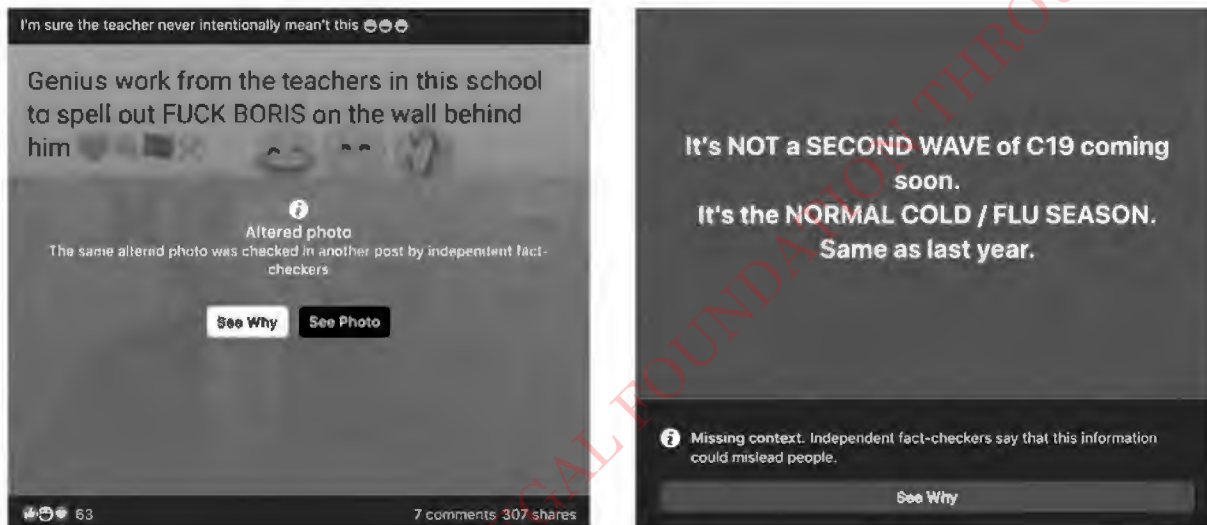 I'm sure the teacher never intentionally mean't this
Genius work from the teachers in this school
to spell out FUCK BORIS on the wall behind
him
Altered photo
The same altered photo was checked in another post by independent fact-
checkers
See Why See Photo
63 7 comments 307 shares
It's NOT a SECOND WAVE of C19 coming
soon.
It's the NORMAL COLD / FLU SEASON.
Same as last year.
Missing context. Independent fact-checkers say that this information
could mislead people.
See Why
GAL FOUNDATION THRO